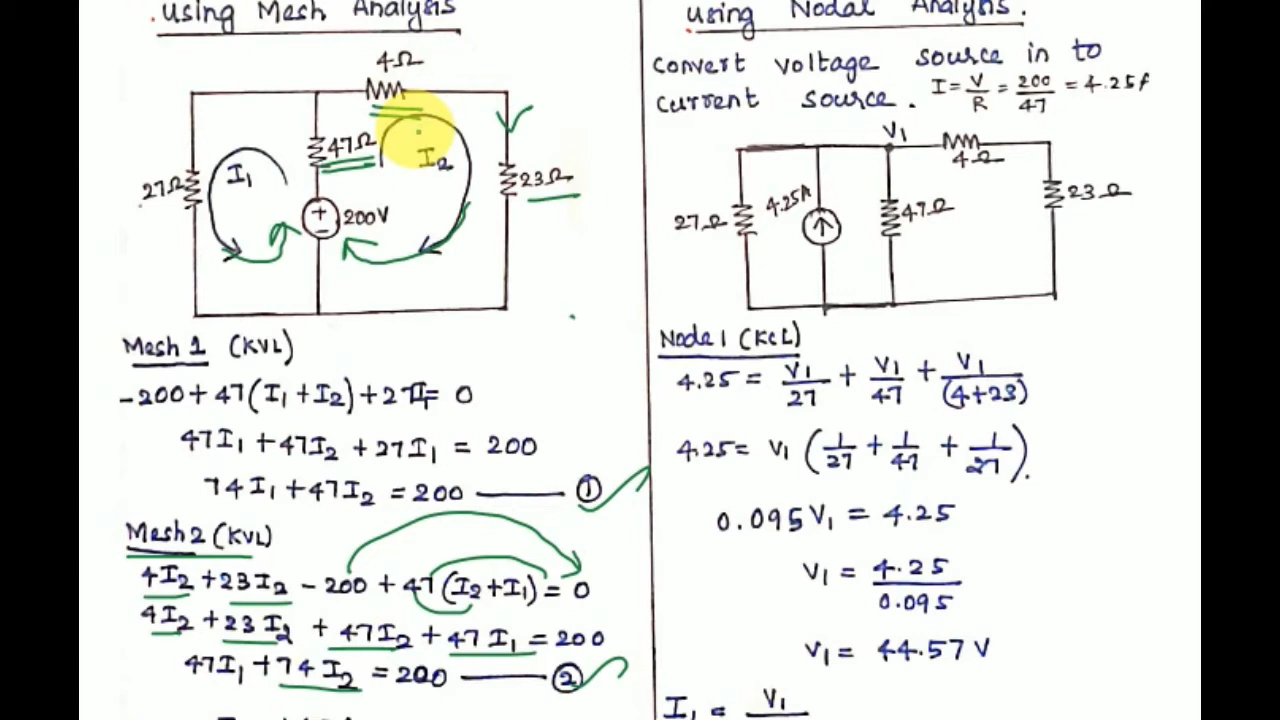 using Mesh Analysis
4Ω
47Ω
I₁
I₂
27Ω
23Ω
+
−
200V
Mesh 1 (KVL)
-200 + 47(I₁ + I₂) + 27I₁ = 0
47I₁ + 47I₂ + 27I₁ = 200
74I₁ + 47I₂ = 200 ——— ①
Mesh 2 (KVL)
4I₂ + 23I₂ - 200 + 47(I₂ + I₁) = 0
4I₂ + 23I₂ + 47I₂ + 47I₁ = 200
47I₁ + 74I₂ = 200 ——— ②
using Nodal Analysis.
convert voltage source in to
current source. I = V/R = 200/47 = 4.25A
V₁
4Ω
27Ω
4.25A
47Ω
23Ω
Node 1 (KCL)
4.25 = V₁/27 + V₁/47 + V₁/(4+23)
4.25 = V₁ (1/27 + 1/47 + 1/27).
0.095V₁ = 4.25
V₁ = 4.25/0.095
V₁ = 44.57 V
I₁ = V₁